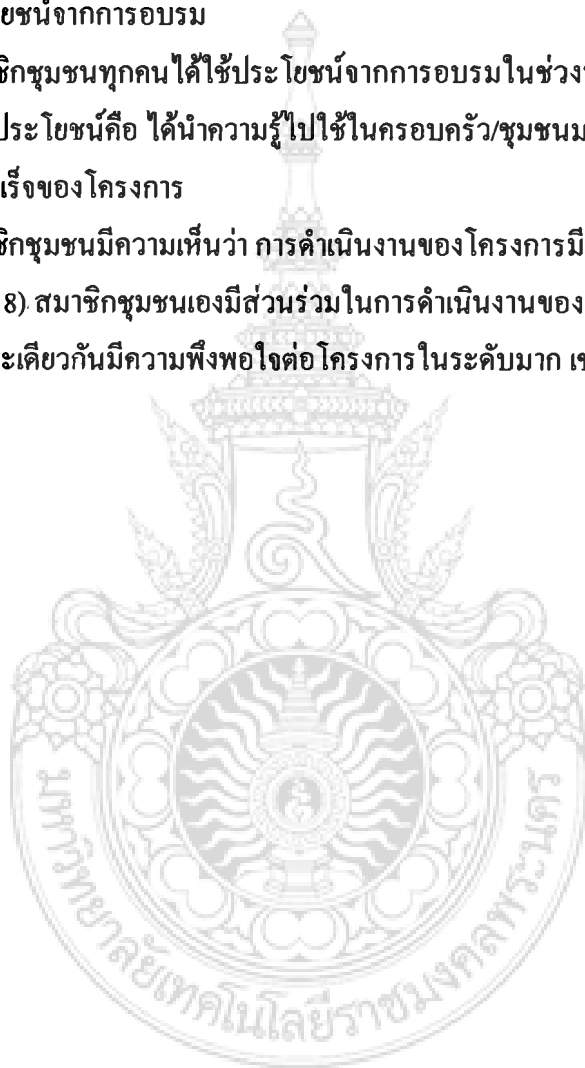 ยชน์จากการอบรม
ชิกชุมชนทุกคนได้ใช้ประโยชน์จากการอบรมในช่วง
ประโยชน์คือ ได้นำความรู้ไปใช้ในครอบครัว/ชุมชนม
เร็จของโครงการ
ชิกชุมชนมีความเห็นว่า การดำเนินงานของโครงการมี
8) สมาชิกชุมชนเองมีส่วนร่วมในการดำเนินงานของ
ะเดียวกันมีความพึงพอใจต่อโครงการในระดับมาก เข
มหาวิทยาลัยเทคโนโลยีราชมงคลพระนคร